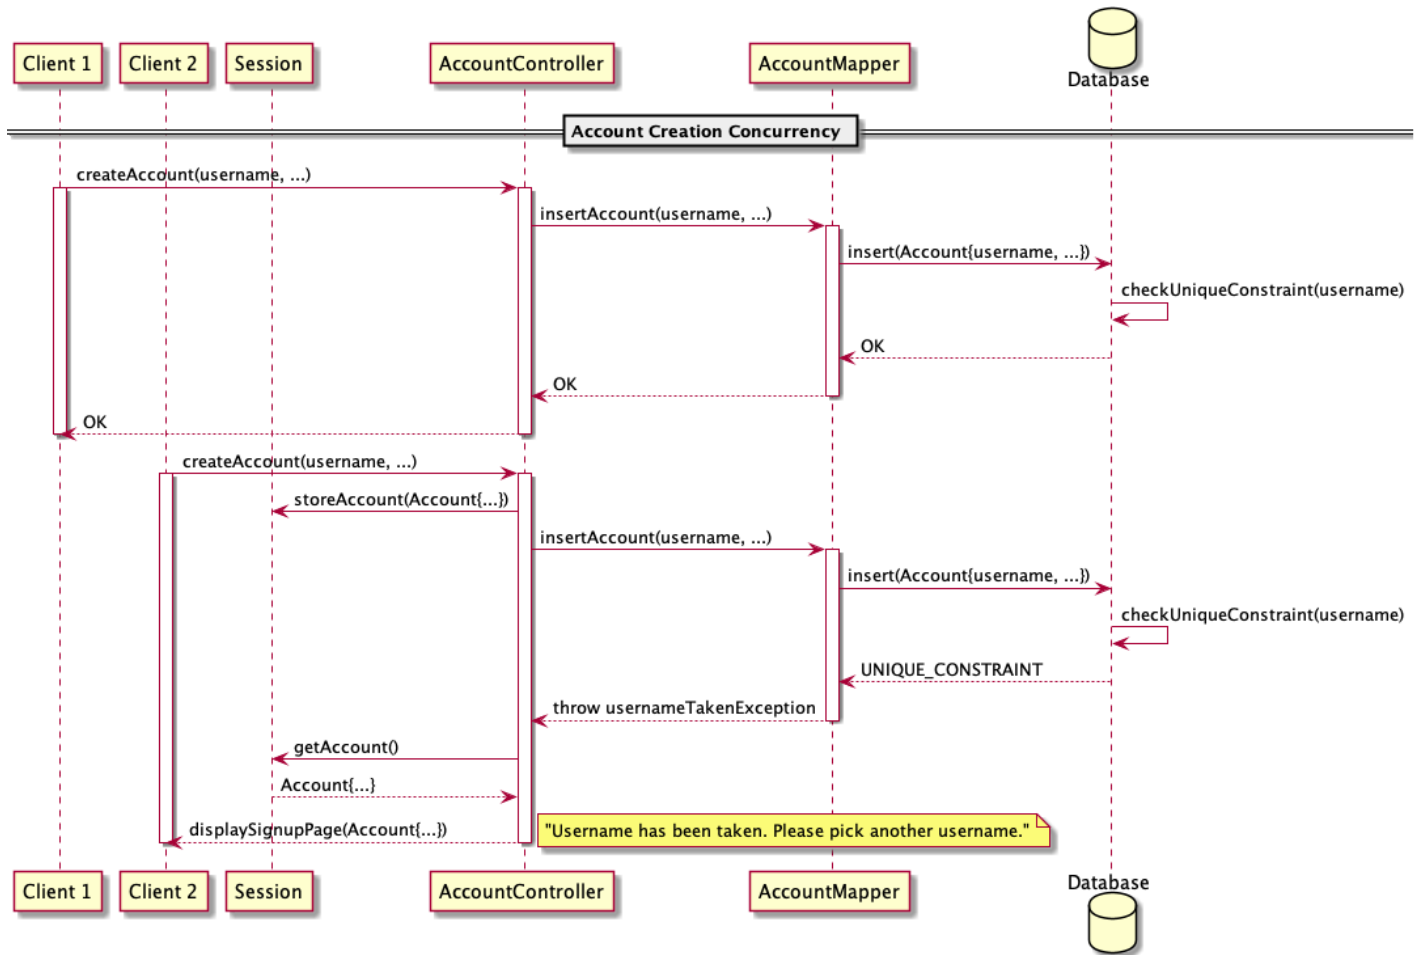 Client 1
Client 2
Session
AccountController
AccountMapper
Database
Account Creation Concurrency
createAccount(username, ...)
insertAccount(username, ...)
insert(Account{username, ...})
checkUniqueConstraint(username)
OK
OK
OK
createAccount(username, ...)
storeAccount(Account{...})
insertAccount(username, ...)
insert(Account{username, ...})
checkUniqueConstraint(username)
UNIQUE_CONSTRAINT
throw usernameTakenException
getAccount()
Account{...}
displaySignupPage(Account{...})
"Username has been taken. Please pick another username."
Client 1
Client 2
Session
AccountController
AccountMapper
Database